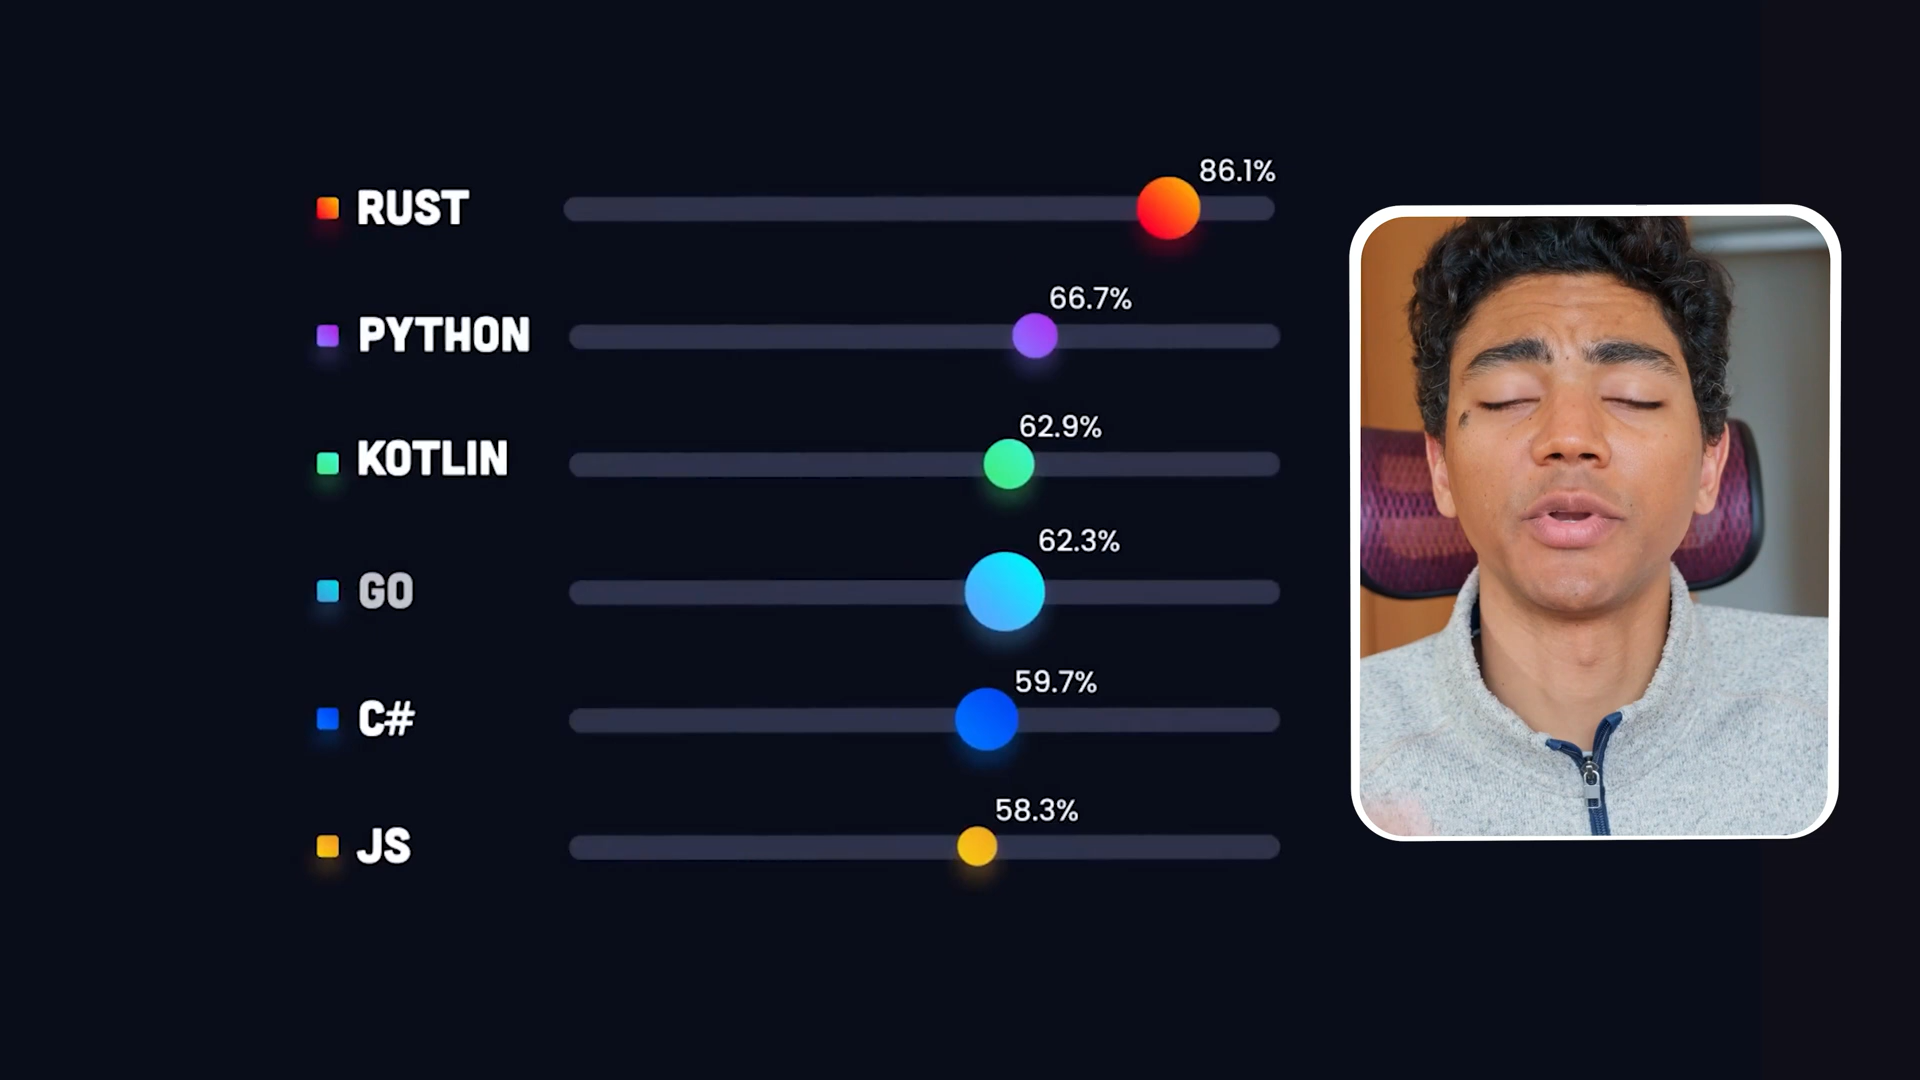 RUST
86.1%
PYTHON
66.7%
KOTLIN
62.9%
GO
62.3%
C#
59.7%
JS
58.3%